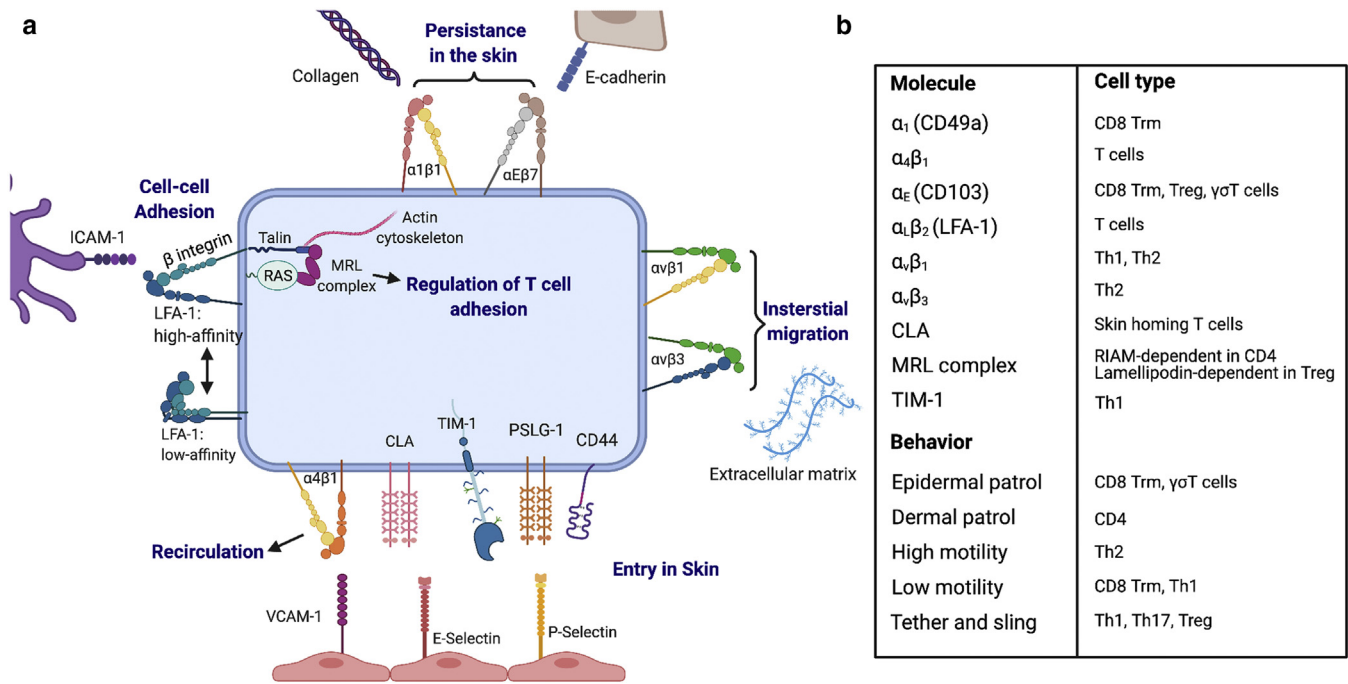 a
Persistance
in the skin
Collagen
E-cadherin
α1β1
αEβ7
Cell-cell
Adhesion
ICAM-1
β integrin
Talin
Actin
cytoskeleton
RAS
MRL
complex
Regulation of T cell
adhesion
LFA-1:
high-affinity
LFA-1:
low-affinity
αvβ1
αvβ3
Insterstial
migration
Extracellular matrix
α4β1
CLA
TIM-1
PSLG-1
CD44
Recirculation
Entry in Skin
VCAM-1
E-Selectin
P-Selectin
b
Molecule Cell type
α₁ (CD49a) CD8 Trm
α₄β₁ T cells
α_E (CD103) CD8 Trm, Treg, γσT cells
α_Lβ₂ (LFA-1) T cells
αᵥβ₁ Th1, Th2
αᵥβ₃ Th2
CLA Skin homing T cells
MRL complex RIAM-dependent in CD4
Lamellipodin-dependent in Treg
TIM-1 Th1
Behavior
Epidermal patrol CD8 Trm, γσT cells
Dermal patrol CD4
High motility Th2
Low motility CD8 Trm, Th1
Tether and sling Th1, Th17, Treg